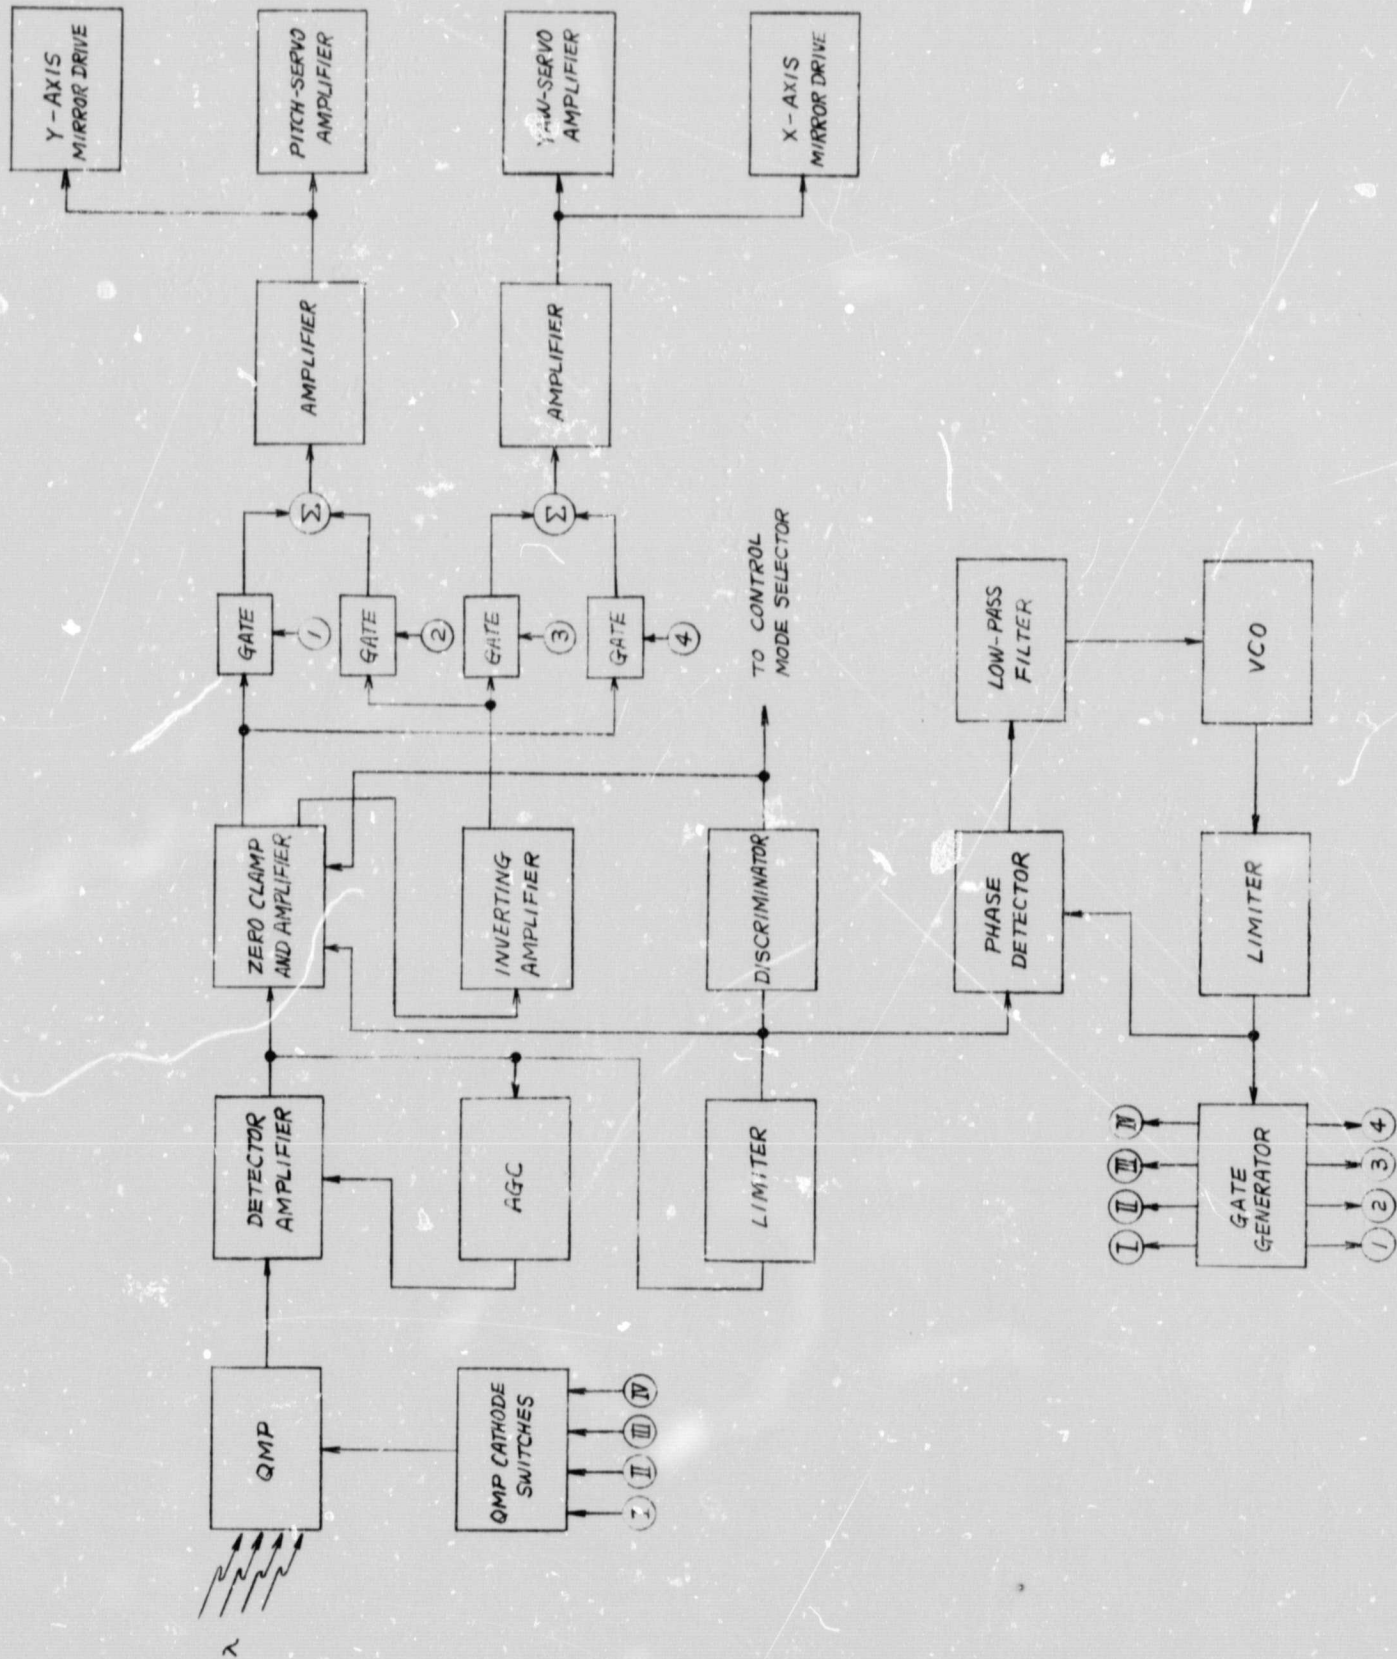 λ
QMP
QMP CATHODE
SWITCHES
I
II
III
IV
DETECTOR
AMPLIFIER
AGC
LIMITER
ZERO CLAMP
AND AMPLIFIER
INVERTING
AMPLIFIER
DISCRIMINATOR
GATE
1
GATE
2
GATE
3
GATE
4
TO CONTROL
MODE SELECTOR
Σ
Σ
AMPLIFIER
AMPLIFIER
Y-AXIS
MIRROR DRIVE
PITCH-SERVO
AMPLIFIER
YAW-SERVO
AMPLIFIER
X-AXIS
MIRROR DRIVE
PHASE
DETECTOR
LOW-PASS
FILTER
VCO
LIMITER
GATE
GENERATOR
I
II
III
IV
1
2
3
4